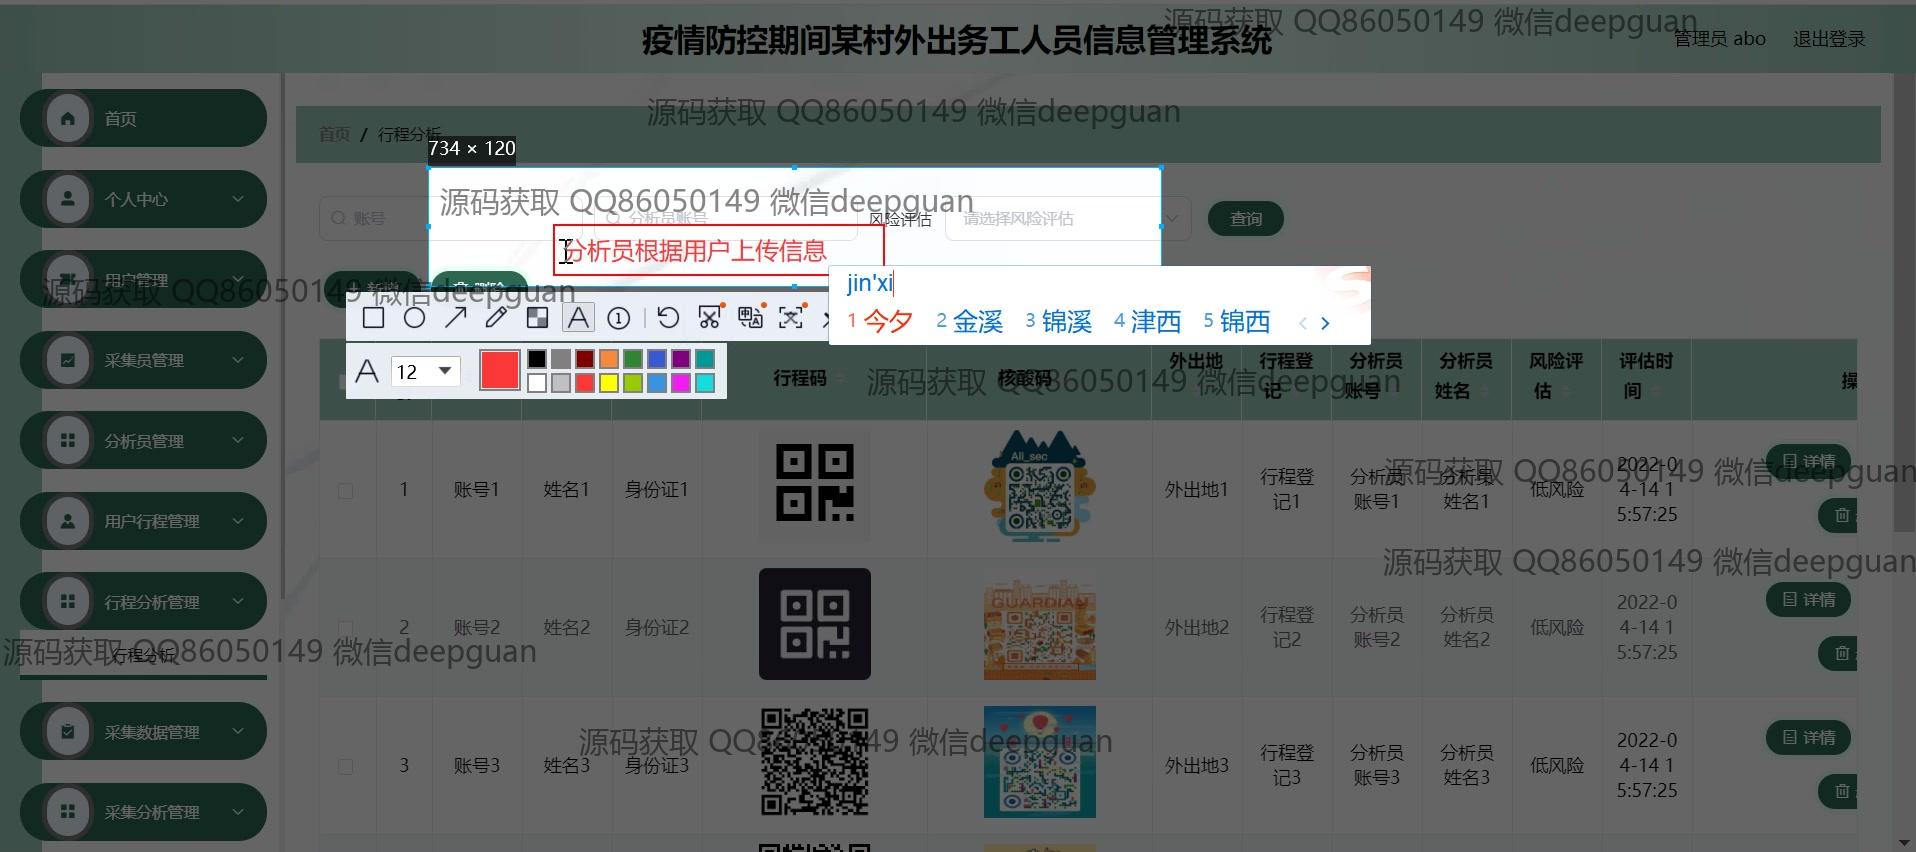 源码获取 QQ86050149 微信deepguan
疫情防控期间某村外出务工人员信息管理系统
管理员 abo
退出登录
源码获取 QQ86050149 微信deepguan
首页
首页 / 行程分析
734 × 120
个人中心
账号
源码获取 QQ86050149 微信deepguan
分析员账号
风险评估
请选择风险评估
查询
分析员根据用户上传信息
用户管理
源码获取 QQ86050149 微信deepguan
新增
删除
jin'xi
1 今夕 2 金溪 3 锦溪 4 津西 5 锦西
采集员管理
A 12
行程码
核酸码
外出地
行程登记
分析员账号
分析员姓名
风险评估
评估时间
操
源码获取 QQ86050149 微信deepguan
分析员管理
1 账号1 姓名1 身份证1
All_sec
外出地1
行程登记1
分析员账号1
分析员姓名1
低风险
2022-04-14 15:57:25
详情
源码获取 QQ86050149 微信deepguan
用户行程管理
源码获取 QQ86050149 微信deepguan
行程分析管理
2 账号2 姓名2 身份证2
GUARDIAN
外出地2
行程登记2
分析员账号2
分析员姓名2
低风险
2022-04-14 15:57:25
详情
源码获取 QQ86050149 微信deepguan
行程分析
采集数据管理
源码获取 QQ86050149 微信deepguan
3 账号3 姓名3 身份证3
外出地3
行程登记3
分析员账号3
分析员姓名3
低风险
2022-04-14 15:57:25
详情
采集分析管理